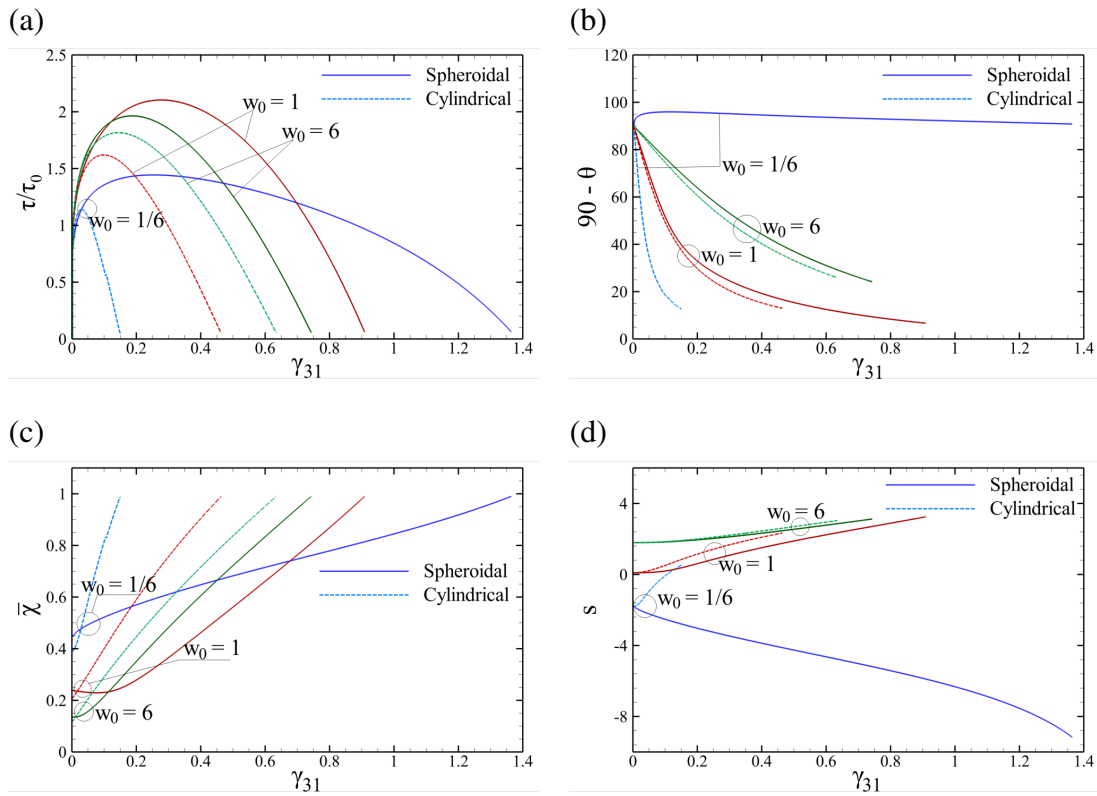 (a)
2.5
2
1.5
1
0.5
0
τ/τ₀
0 0.2 0.4 0.6 0.8 1 1.2 1.4
γ₃₁
Spheroidal
Cylindrical
w₀ = 1
w₀ = 6
w₀ = 1/6
(b)
120
100
80
60
40
20
0
90 - θ
0 0.2 0.4 0.6 0.8 1 1.2 1.4
γ₃₁
Spheroidal
Cylindrical
w₀ = 1/6
w₀ = 6
w₀ = 1
(c)
1
0.8
0.6
0.4
0.2
0
χ̄
0 0.2 0.4 0.6 0.8 1 1.2 1.4
γ₃₁
Spheroidal
Cylindrical
w₀ = 1/6
w₀ = 1
w₀ = 6
(d)
4
0
-4
-8
s
0 0.2 0.4 0.6 0.8 1 1.2 1.4
γ₃₁
Spheroidal
Cylindrical
w₀ = 6
w₀ = 1
w₀ = 1/6